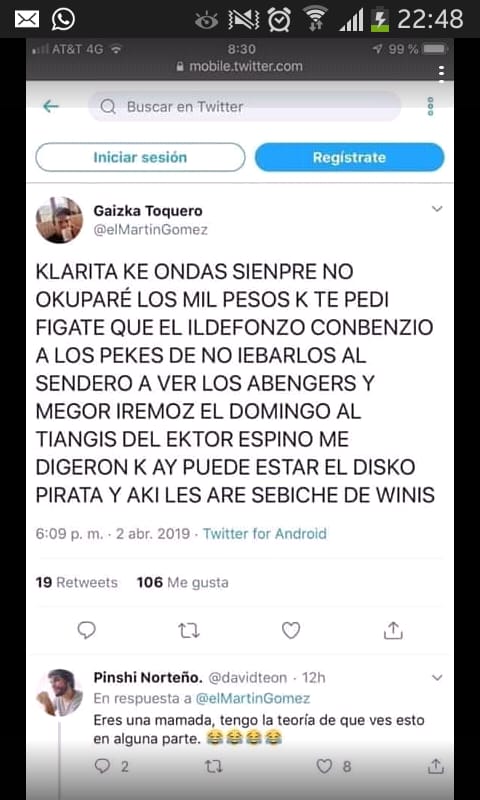 22:48
AT&T 4G 8:30 99 %
mobile.twitter.com
Buscar en Twitter
Iniciar sesión Regístrate
Gaizka Toquero
@elMartinGomez
KLARITA KE ONDAS SIENPRE NO
OKUPARÉ LOS MIL PESOS K TE PEDI
FIGATE QUE EL ILDEFONZO CONBENZIO
A LOS PEKES DE NO IEBARLOS AL
SENDERO A VER LOS ABENGERS Y
MEGOR IREMOZ EL DOMINGO AL
TIANGIS DEL EKTOR ESPINO ME
DIGERON K AY PUEDE ESTAR EL DISKO
PIRATA Y AKI LES ARE SEBICHE DE WINIS
6:09 p. m. · 2 abr. 2019 · Twitter for Android
19 Retweets 106 Me gusta
Pinshi Norteño. @davidteon · 12h
En respuesta a @elMartinGomez
Eres una mamada, tengo la teoría de que ves esto
en alguna parte. 😂😂😂😂
2 8